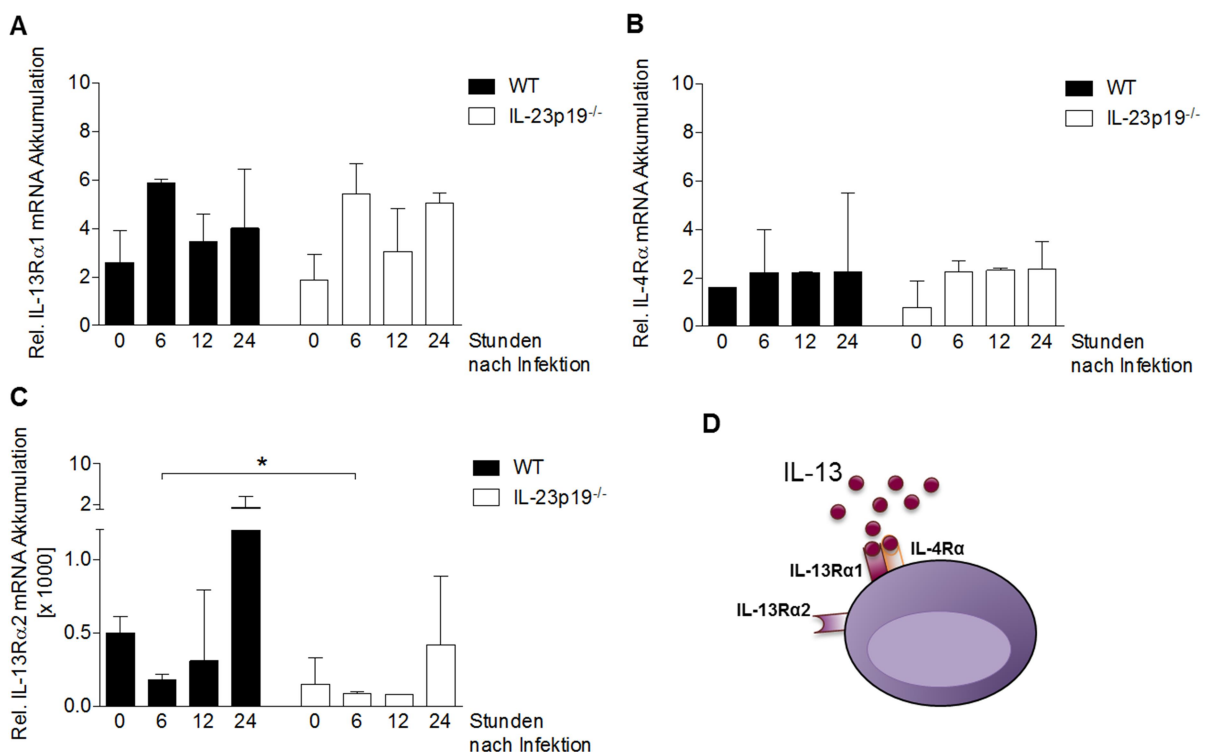 A
Rel. IL-13Rα1 mRNA Akkumulation
10
8
6
4
2
0
0 6 12 24
0 6 12 24
Stunden
nach Infektion
WT
IL-23p19-/-
B
Rel. IL-4Rα mRNA Akkumulation
10
8
6
4
2
0
0 6 12 24
0 6 12 24
Stunden
nach Infektion
WT
IL-23p19-/-
C
Rel. IL-13Rα2 mRNA Akkumulation
[x 1000]
10
2
1.0
0.5
0.0
*
0 6 12 24
0 6 12 24
Stunden
nach Infektion
WT
IL-23p19-/-
D
IL-13
IL-4Rα
IL-13Rα1
IL-13Rα2